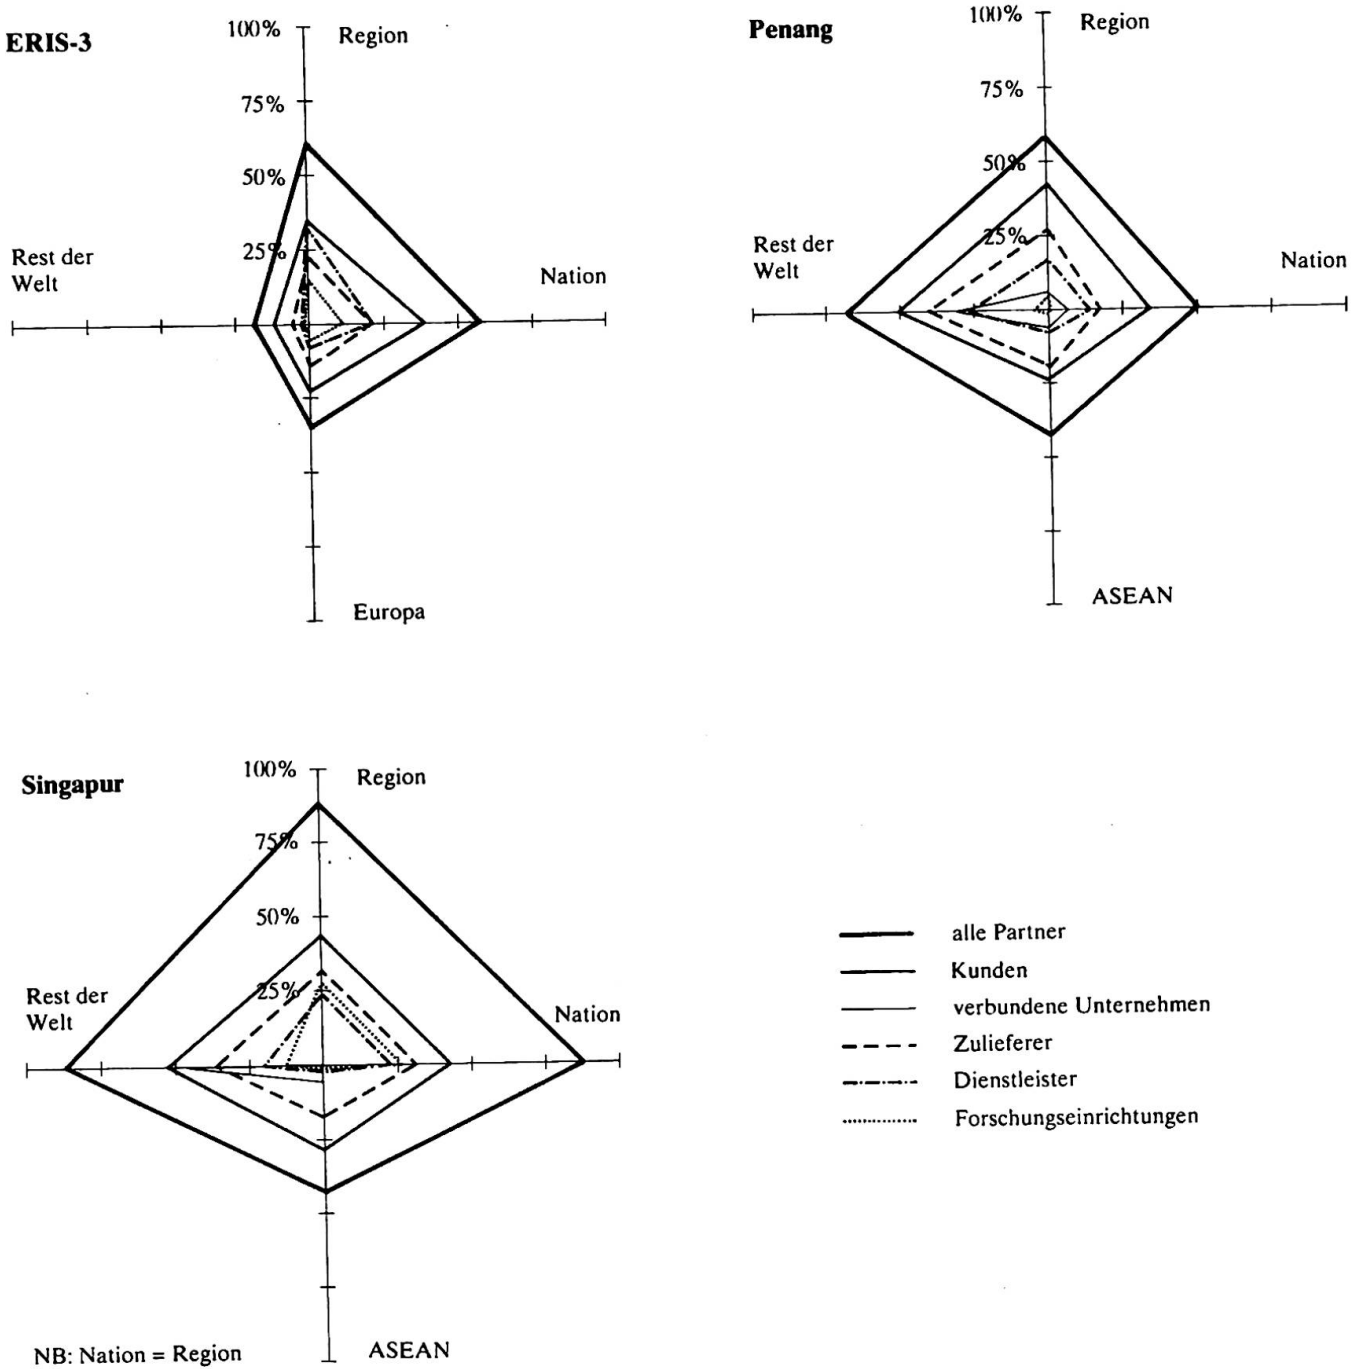 ERIS-3
100%
Region
75%
50%
25%
Rest der
Welt
Nation
Europa
Penang
100%
Region
75%
50%
25%
Rest der
Welt
Nation
ASEAN
Singapur
100%
Region
75%
50%
25%
Rest der
Welt
Nation
ASEAN
NB: Nation = Region
alle Partner
Kunden
verbundene Unternehmen
Zulieferer
Dienstleister
Forschungseinrichtungen